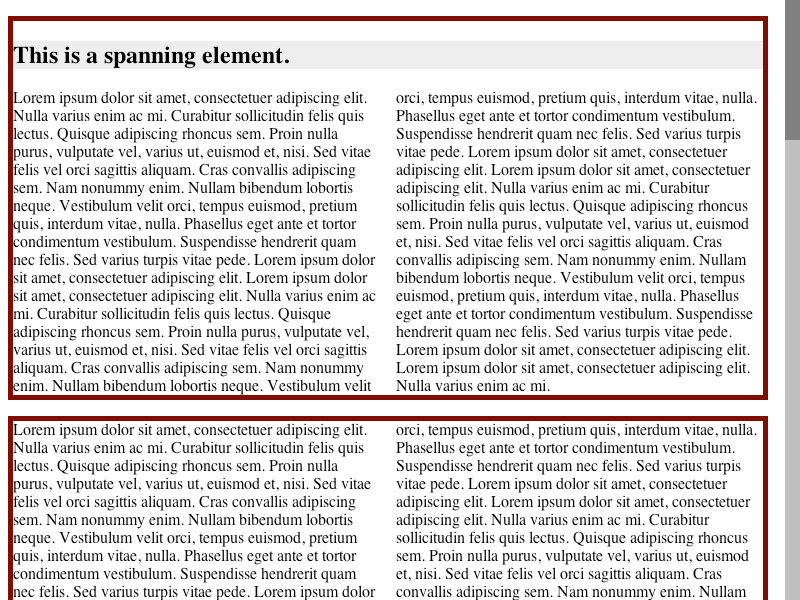 This is a spanning element.
Lorem ipsum dolor sit amet, consectetuer adipiscing elit.
Nulla varius enim ac mi. Curabitur sollicitudin felis quis
lectus. Quisque adipiscing rhoncus sem. Proin nulla
purus, vulputate vel, varius ut, euismod et, nisi. Sed vitae
felis vel orci sagittis aliquam. Cras convallis adipiscing
sem. Nam nonummy enim. Nullam bibendum lobortis
neque. Vestibulum velit orci, tempus euismod, pretium
quis, interdum vitae, nulla. Phasellus eget ante et tortor
condimentum vestibulum. Suspendisse hendrerit quam
nec felis. Sed varius turpis vitae pede. Lorem ipsum dolor
sit amet, consectetuer adipiscing elit. Lorem ipsum dolor
sit amet, consectetuer adipiscing elit. Nulla varius enim ac
mi. Curabitur sollicitudin felis quis lectus. Quisque
adipiscing rhoncus sem. Proin nulla purus, vulputate vel,
varius ut, euismod et, nisi. Sed vitae felis vel orci sagittis
aliquam. Cras convallis adipiscing sem. Nam nonummy
enim. Nullam bibendum lobortis neque. Vestibulum velit
orci, tempus euismod, pretium quis, interdum vitae, nulla.
Phasellus eget ante et tortor condimentum vestibulum.
Suspendisse hendrerit quam nec felis. Sed varius turpis
vitae pede. Lorem ipsum dolor sit amet, consectetuer
adipiscing elit. Lorem ipsum dolor sit amet, consectetuer
adipiscing elit. Nulla varius enim ac mi. Curabitur
sollicitudin felis quis lectus. Quisque adipiscing rhoncus
sem. Proin nulla purus, vulputate vel, varius ut, euismod
et, nisi. Sed vitae felis vel orci sagittis aliquam. Cras
convallis adipiscing sem. Nam nonummy enim. Nullam
bibendum lobortis neque. Vestibulum velit orci, tempus
euismod, pretium quis, interdum vitae, nulla. Phasellus
eget ante et tortor condimentum vestibulum. Suspendisse
hendrerit quam nec felis. Sed varius turpis vitae pede.
Lorem ipsum dolor sit amet, consectetuer adipiscing elit.
Lorem ipsum dolor sit amet, consectetuer adipiscing elit.
Nulla varius enim ac mi.
Lorem ipsum dolor sit amet, consectetuer adipiscing elit.
Nulla varius enim ac mi. Curabitur sollicitudin felis quis
lectus. Quisque adipiscing rhoncus sem. Proin nulla
purus, vulputate vel, varius ut, euismod et, nisi. Sed vitae
felis vel orci sagittis aliquam. Cras convallis adipiscing
sem. Nam nonummy enim. Nullam bibendum lobortis
neque. Vestibulum velit orci, tempus euismod, pretium
quis, interdum vitae, nulla. Phasellus eget ante et tortor
condimentum vestibulum. Suspendisse hendrerit quam
nec felis. Sed varius turpis vitae pede. Lorem ipsum dolor
orci, tempus euismod, pretium quis, interdum vitae, nulla.
Phasellus eget ante et tortor condimentum vestibulum.
Suspendisse hendrerit quam nec felis. Sed varius turpis
vitae pede. Lorem ipsum dolor sit amet, consectetuer
adipiscing elit. Lorem ipsum dolor sit amet, consectetuer
adipiscing elit. Nulla varius enim ac mi. Curabitur
sollicitudin felis quis lectus. Quisque adipiscing rhoncus
sem. Proin nulla purus, vulputate vel, varius ut, euismod
et, nisi. Sed vitae felis vel orci sagittis aliquam. Cras
convallis adipiscing sem. Nam nonummy enim. Nullam